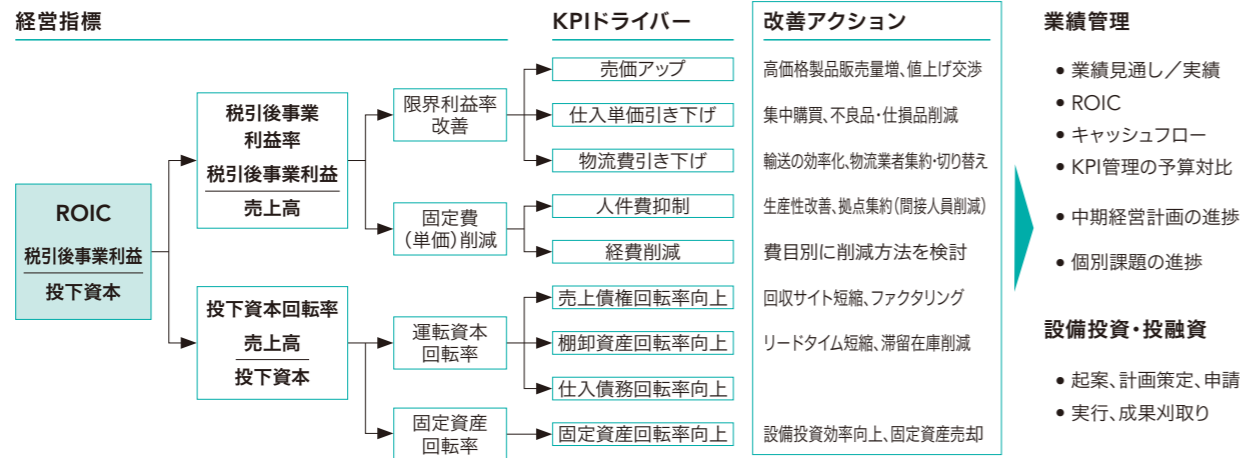 経営指標
KPIドライバー
改善アクション
業績管理
ROIC
税引後事業利益
投下資本
税引後事業
利益率
税引後事業利益
売上高
投下資本回転率
売上高
投下資本
限界利益率
改善
固定費
（単価）削減
運転資本
回転率
固定資産
回転率
売価アップ
高価格製品販売量増、値上げ交渉
仕入単価引き下げ
集中購買、不良品・仕損品削減
物流費引き下げ
輸送の効率化、物流業者集約・切り替え
人件費抑制
生産性改善、拠点集約（間接人員削減）
経費削減
費目別に削減方法を検討
売上債権回転率向上
回収サイト短縮、ファクタリング
棚卸資産回転率向上
リードタイム短縮、滞留在庫削減
仕入債務回転率向上
固定資産回転率向上
設備投資効率向上、固定資産売却
• 業績見通し／実績
• ROIC
• キャッシュフロー
• KPI管理の予算対比
• 中期経営計画の進捗
• 個別課題の進捗
設備投資・投融資
• 起案、計画策定、申請
• 実行、成果刈取り